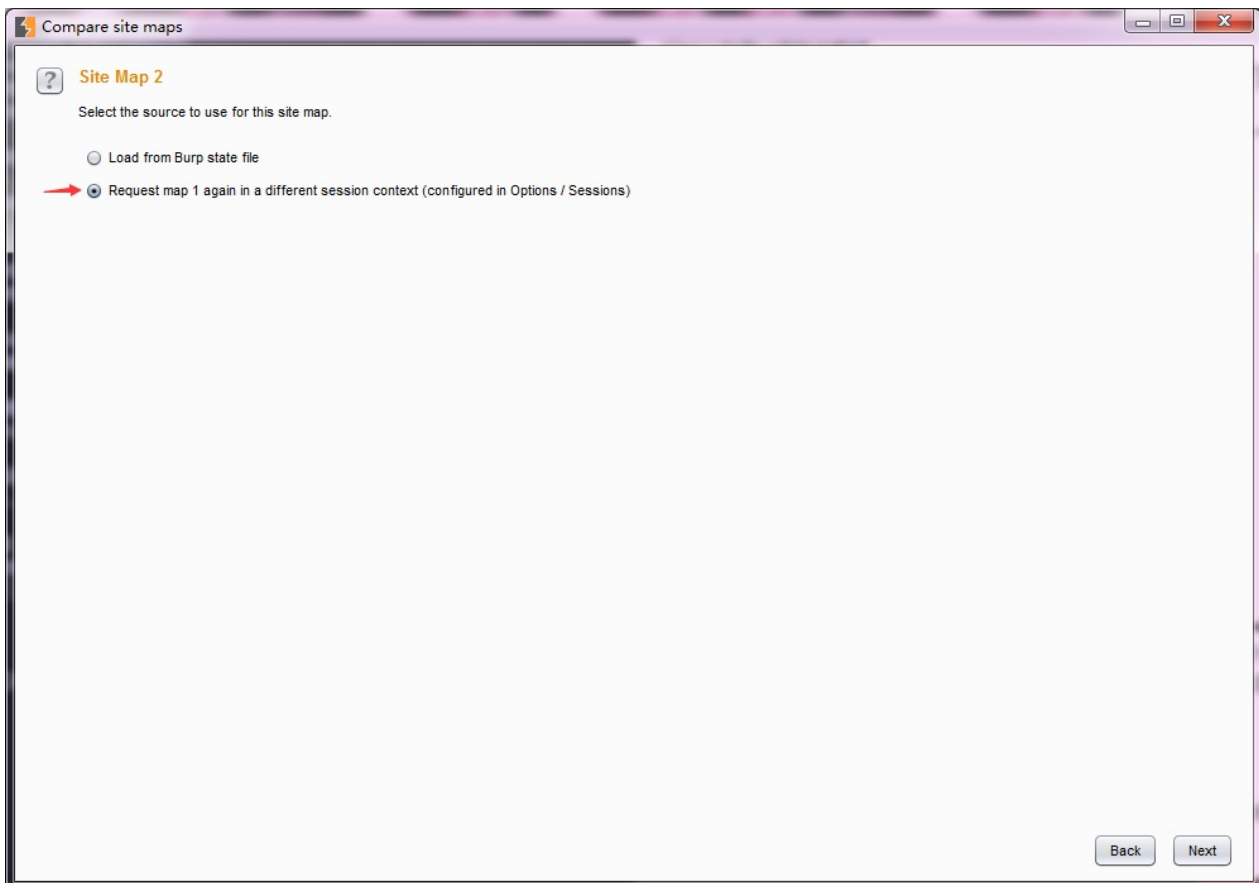 Compare site maps
?
Site Map 2
Select the source to use for this site map.
Load from Burp state file
Request map 1 again in a different session context (configured in Options / Sessions)
Back
Next